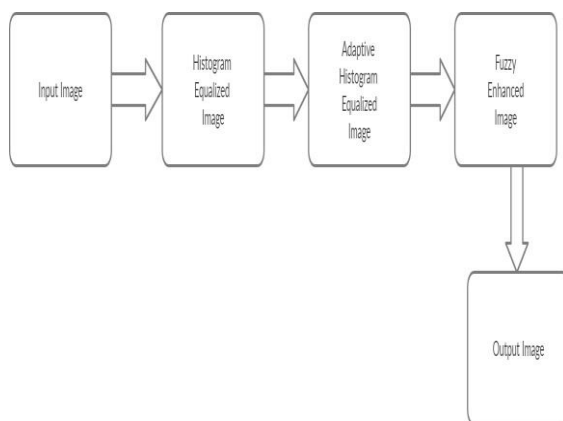 Input Image
Histogram
Equalized
Image
Adaptive
Histogram
Equalized
Image
Fuzzy
Enhanced
Image
Output Image